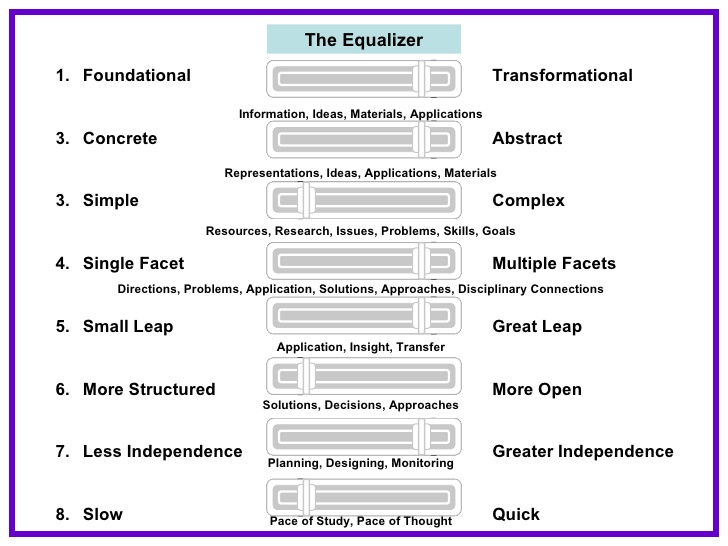 The Equalizer
1. Foundational Transformational
Information, Ideas, Materials, Applications
3. Concrete Abstract
Representations, Ideas, Applications, Materials
3. Simple Complex
Resources, Research, Issues, Problems, Skills, Goals
4. Single Facet Multiple Facets
Directions, Problems, Application, Solutions, Approaches, Disciplinary Connections
5. Small Leap Great Leap
Application, Insight, Transfer
6. More Structured More Open
Solutions, Decisions, Approaches
7. Less Independence Greater Independence
Planning, Designing, Monitoring
8. Slow Quick
Pace of Study, Pace of Thought